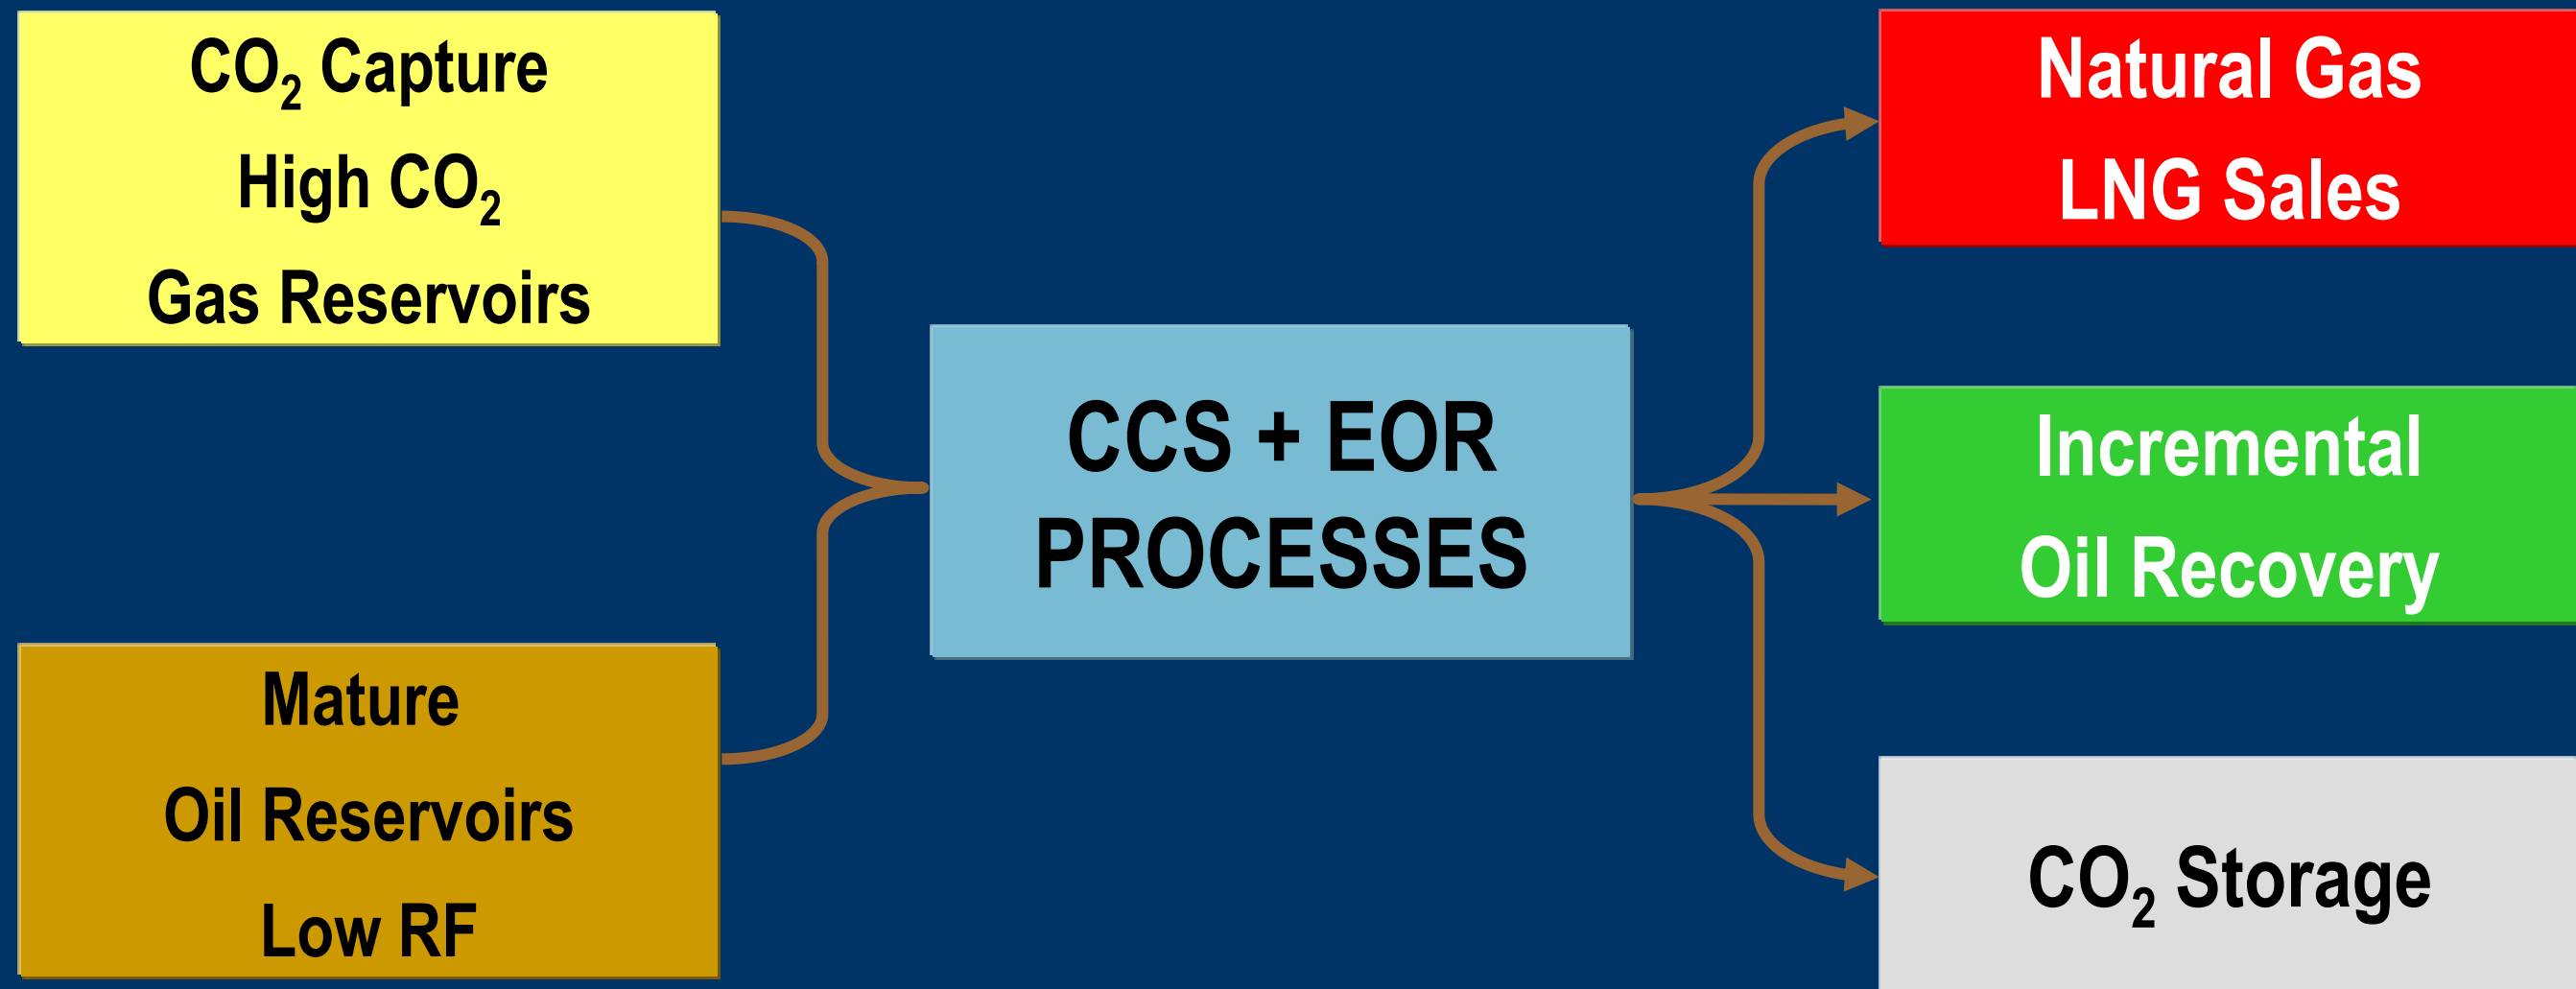 CO₂ Capture
High CO₂
Gas Reservoirs
Mature
Oil Reservoirs
Low RF
CCS + EOR
PROCESSES
Natural Gas
LNG Sales
Incremental
Oil Recovery
CO₂ Storage